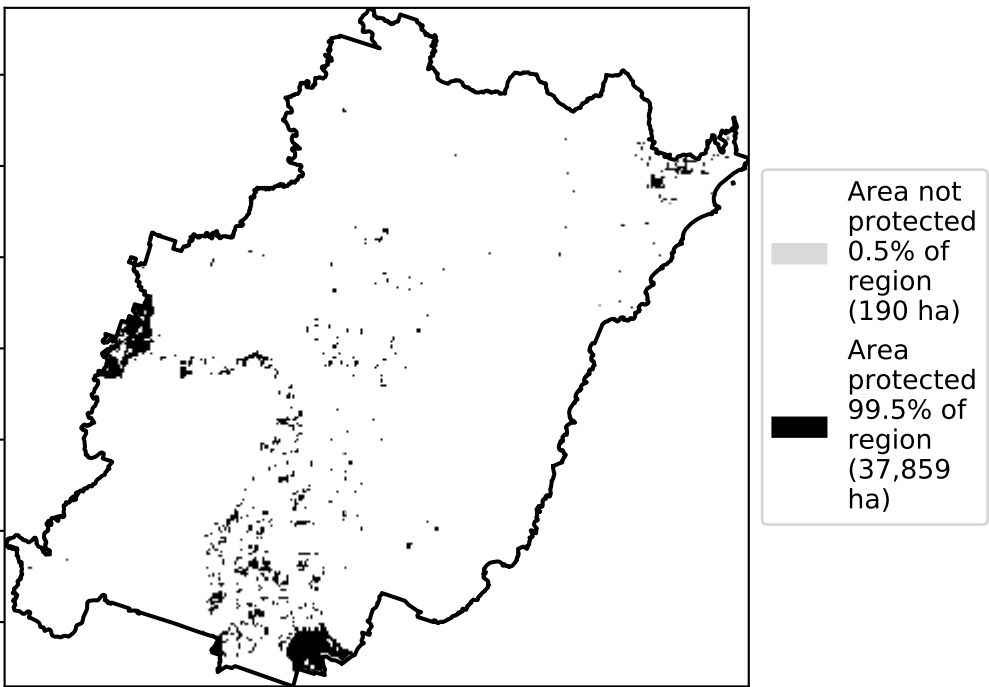 Area not
protected
0.5% of
region
(190 ha)
Area
protected
99.5% of
region
(37,859
ha)